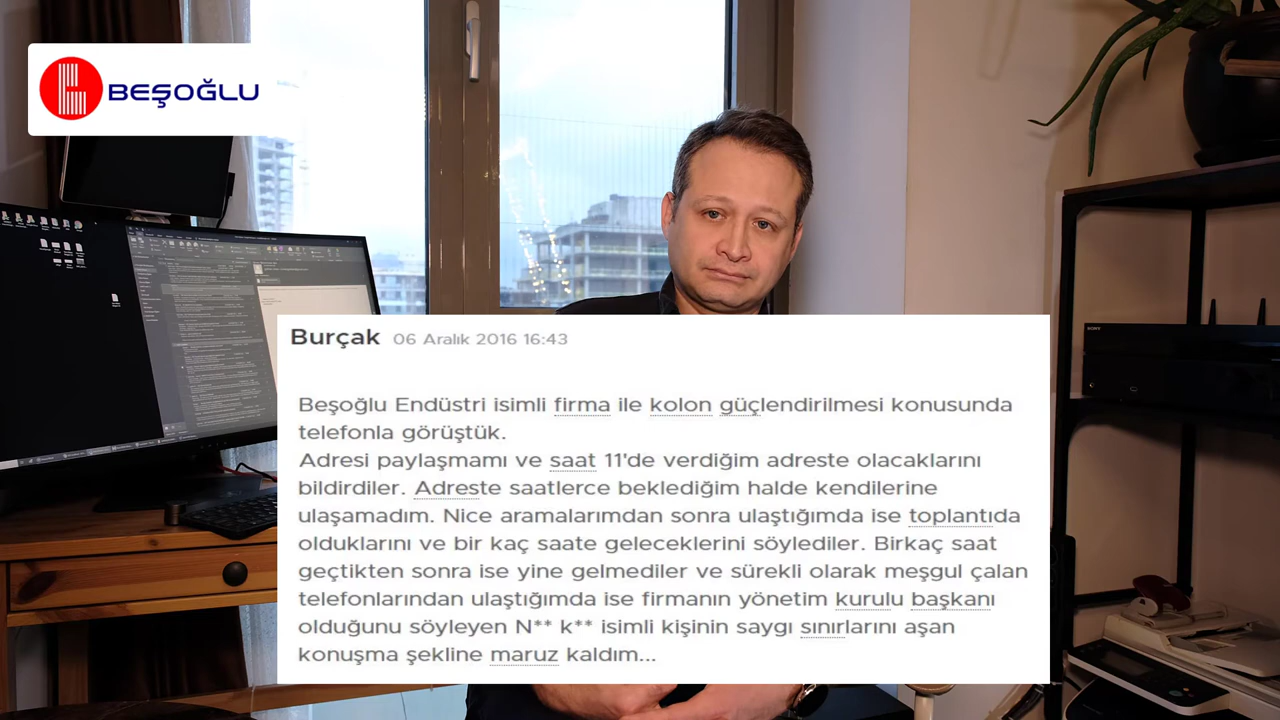 BEŞOĞLU
Burçak 06 Aralık 2016 16:43
Beşoğlu Endüstri isimli firma ile kolon güçlendirilmesi konusunda
telefonla görüştük.
Adresi paylaşmamı ve saat 11'de verdiğim adreste olacaklarını
bildirdiler. Adreste saatlerce beklediğim halde kendilerine
ulaşamadım. Nice aramalarımdan sonra ulaştığımda ise toplantıda
olduklarını ve bir kaç saate geleceklerini söylediler. Birkaç saat
geçtikten sonra ise yine gelmediler ve sürekli olarak meşgul çalan
telefonlarından ulaştığımda ise firmanın yönetim kurulu başkanı
olduğunu söyleyen N** k** isimli kişinin saygı sınırlarını aşan
konuşma şekline maruz kaldım...
SONY